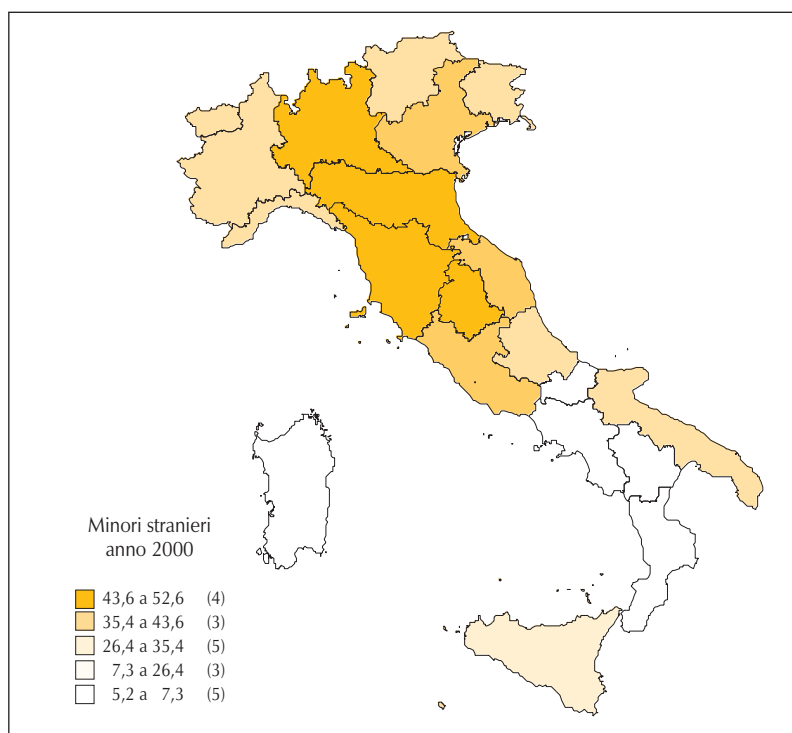 Minori stranieri
anno 2000
43,6 a 52,6 (4)
35,4 a 43,6 (3)
26,4 a 35,4 (5)
7,3 a 26,4 (3)
5,2 a 7,3 (5)